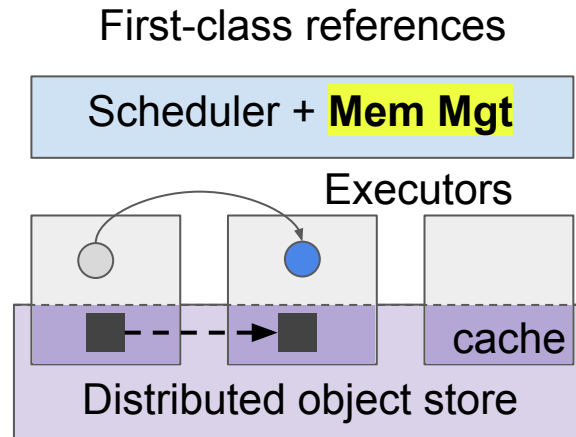 First-class references
Scheduler + Mem Mgt
Executors
cache
Distributed object store